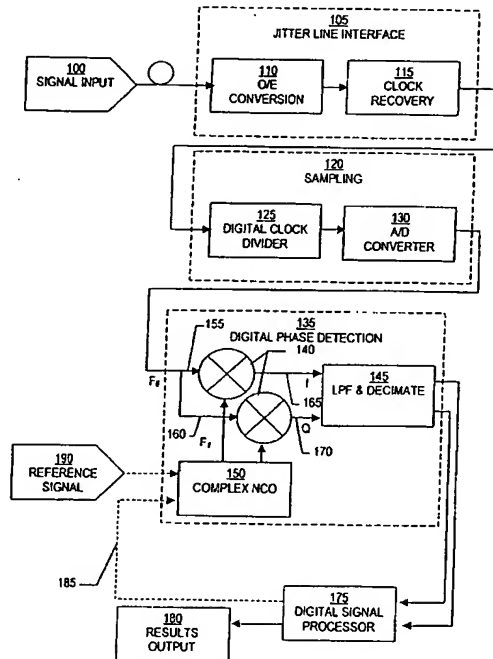 105
JITTER LINE INTERFACE
100
SIGNAL INPUT
110
O/E
CONVERSION
115
CLOCK
RECOVERY
120
SAMPLING
125
DIGITAL CLOCK
DIVIDER
130
A/D
CONVERTER
135
DIGITAL PHASE DETECTION
155
140
145
LPF & DECIMATE
I
165
160
Q
170
190
REFERENCE
SIGNAL
150
COMPLEX NCO
185
175
DIGITAL SIGNAL
PROCESSOR
180
RESULTS
OUTPUT